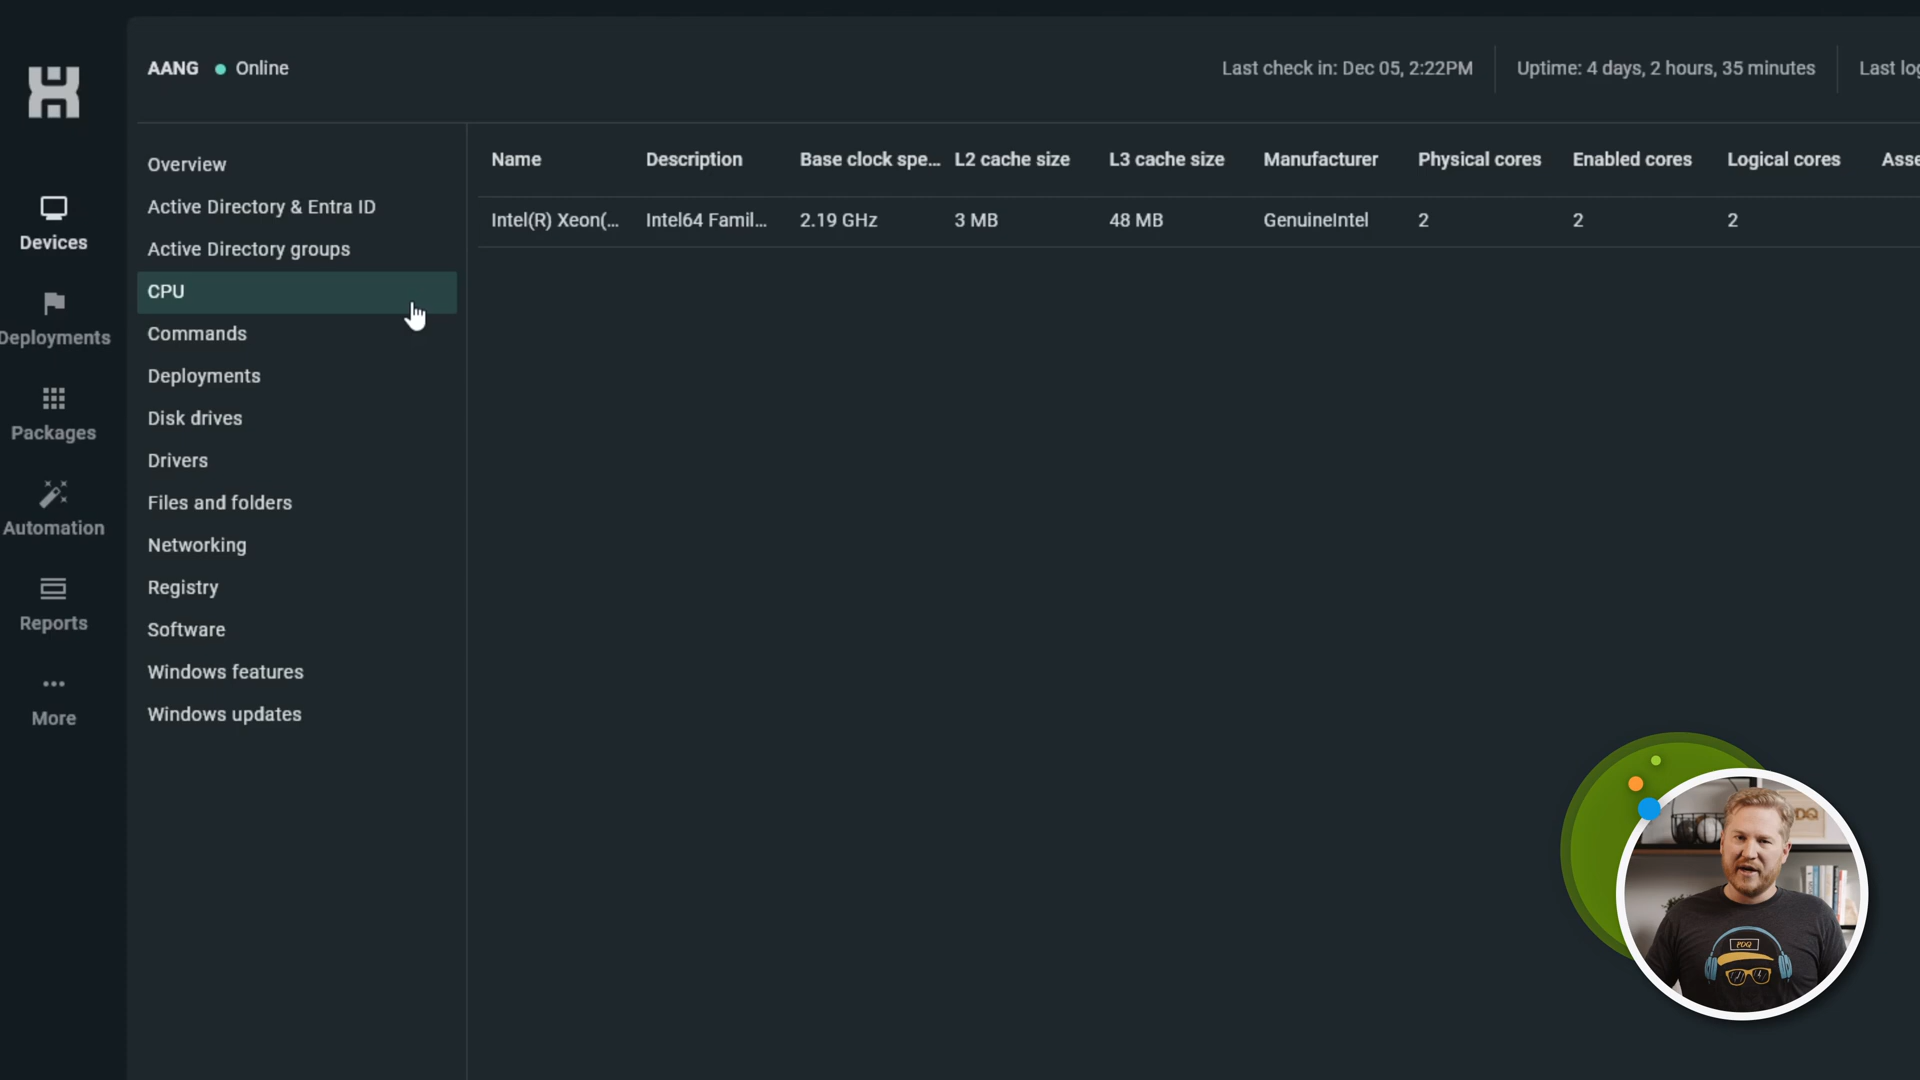 AANG Online
Last check in: Dec 05, 2:22PM
Uptime: 4 days, 2 hours, 35 minutes
Last log
Devices
Deployments
Packages
Automation
Reports
More
Overview
Active Directory & Entra ID
Active Directory groups
CPU
Commands
Deployments
Disk drives
Drivers
Files and folders
Networking
Registry
Software
Windows features
Windows updates
Name Description Base clock spe... L2 cache size L3 cache size Manufacturer Physical cores Enabled cores Logical cores Asse
Intel(R) Xeon(... Intel64 Famil... 2.19 GHz 3 MB 48 MB GenuineIntel 2 2 2
PDQ